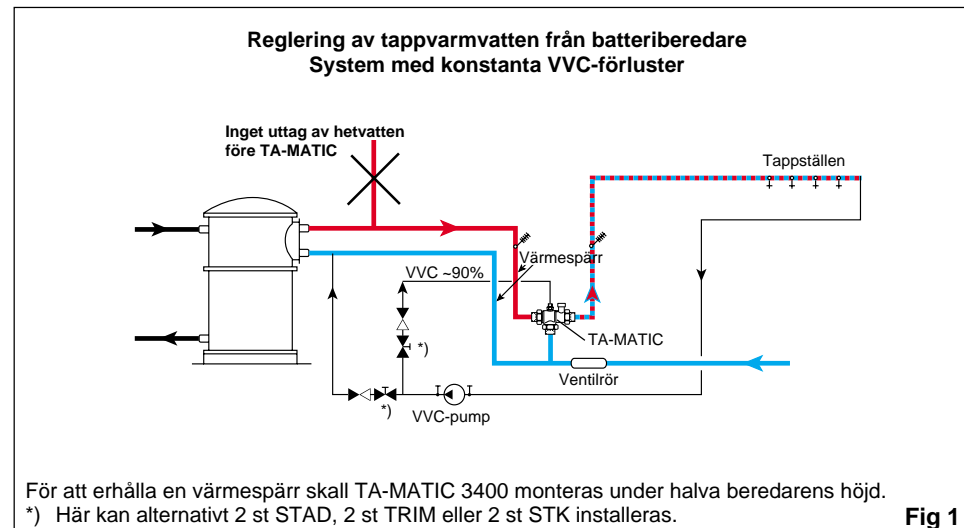 Reglering av tappvarmvatten från batteriberedare
System med konstanta VVC-förluster
Inget uttag av hetvatten
före TA-MATIC
Tappställen
Värmespärr
VVC ~90%
TA-MATIC
*)
Ventilrör
*)
VVC-pump
För att erhålla en värmespärr skall TA-MATIC 3400 monteras under halva beredarens höjd.
*) Här kan alternativt 2 st STAD, 2 st TRIM eller 2 st STK installeras.
Fig 1